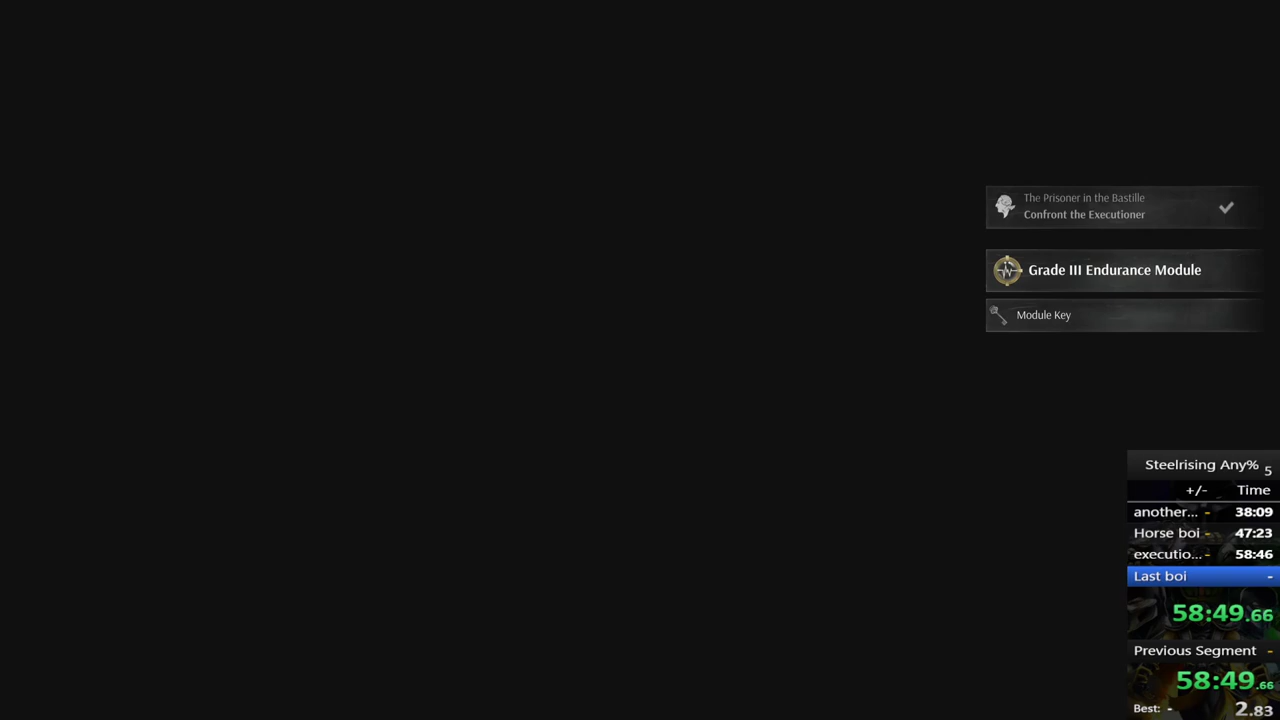 The Prisoner in the Bastille
Confront the Executioner
Grade III Endurance Module
Module Key
Steelrising Any% 5
+/- Time
another... - 38:09
Horse boi - 47:23
executio... - 58:46
Last boi -
58:49.66
Previous Segment -
58:49.66
Best: - 2.83